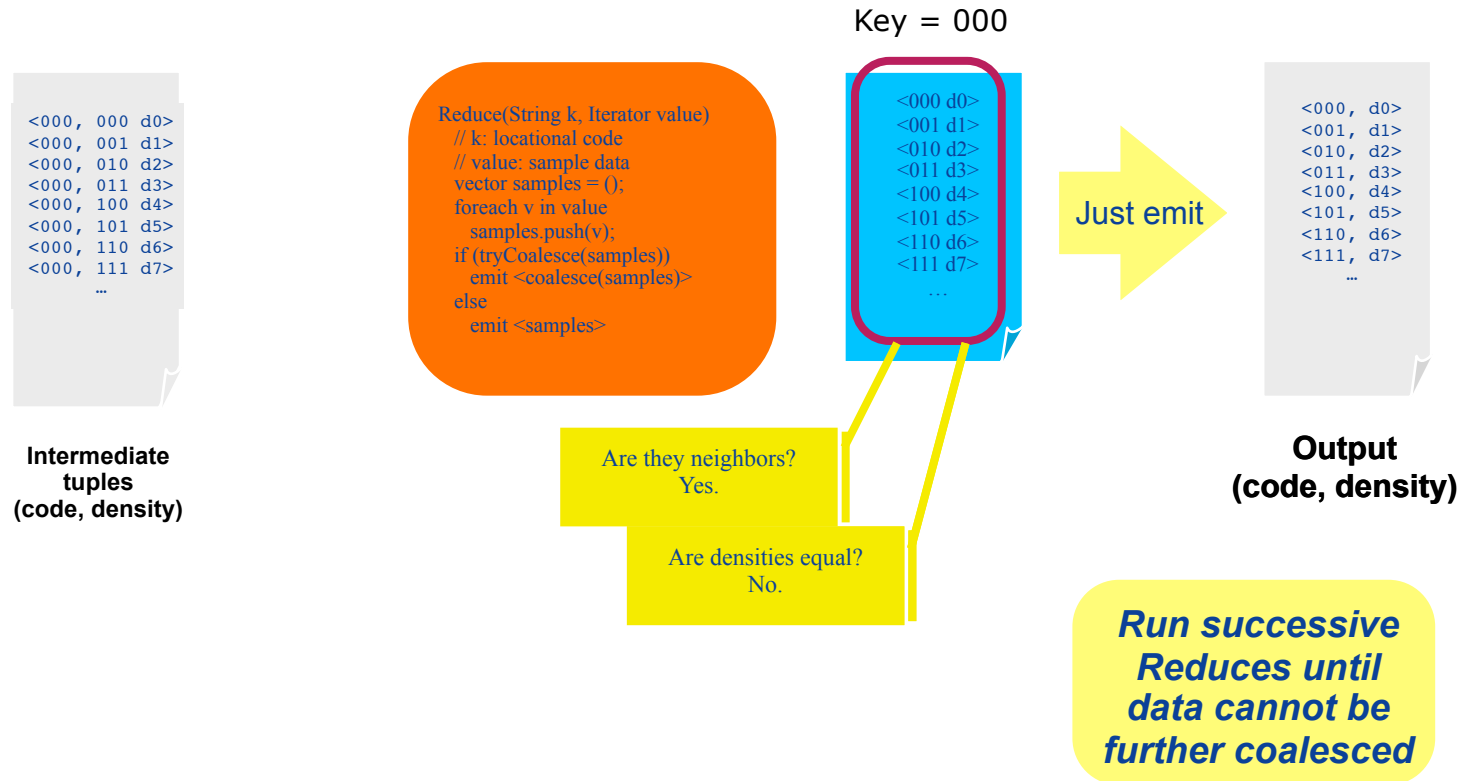 Key = 000
<000, 000 d0>
<000, 001 d1>
<000, 010 d2>
<000, 011 d3>
<000, 100 d4>
<000, 101 d5>
<000, 110 d6>
<000, 111 d7>
…
Intermediate
tuples
(code, density)
Reduce(String k, Iterator value)
// k: locational code
// value: sample data
vector samples = ();
foreach v in value
samples.push(v);
if (tryCoalesce(samples))
emit <coalesce(samples)>
else
emit <samples>
<000 d0>
<001 d1>
<010 d2>
<011 d3>
<100 d4>
<101 d5>
<110 d6>
<111 d7>
…
Are they neighbors?
Yes.
Are densities equal?
No.
Just emit
<000, d0>
<001, d1>
<010, d2>
<011, d3>
<100, d4>
<101, d5>
<110, d6>
<111, d7>
…
Output
(code, density)
Run successive
Reduces until
data cannot be
further coalesced